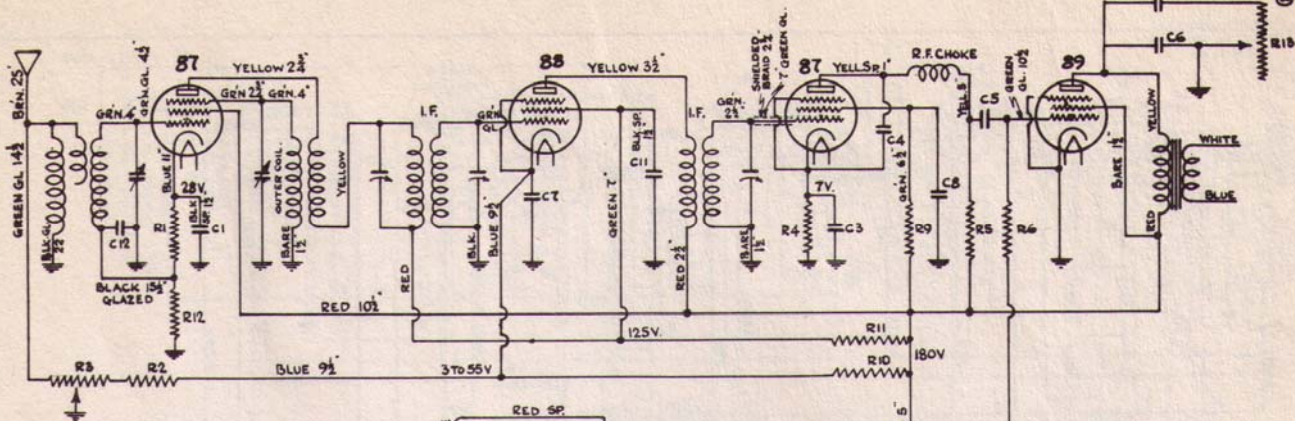 BRN. 25"
GREEN GL 14½
BLK. GL. 22"
GRN. 4"
GRN. GL. 4½"
87
BLUE 11"
28V.
BLK SP. 1½"
R1
C1
C12
BLACK 15½"
GLAZED
R12
YELLOW 24
GRN 2½"
GRN. 4"
OUTER COIL.
BARE 1½
YELLOW
I.F.
RED
RED 10½"
88
GRN. GL
YELLOW 3½"
BLK.
BLUE 9½"
C7
BLK SP. 1½"
C11
GREEN 7"
I.F.
RED 2½"
GRN. 2½"
SHIELDED BRAID 2½
7" GREEN GL.
BARE 1½
87
YEL. SP. 1"
7V.
R4
C3
C4
GRN. 6½"
R9
C8
R.F. CHOKE
YEL. 5"
C5
GREEN GL. 10½
R5
R6
89
C6
R13
YELLOW
BARE 1½"
RED
WHITE
BLUE
125V.
R11
R10
180V
R3
R2
BLUE 9½"
3 TO 55V
RED SP.
5"